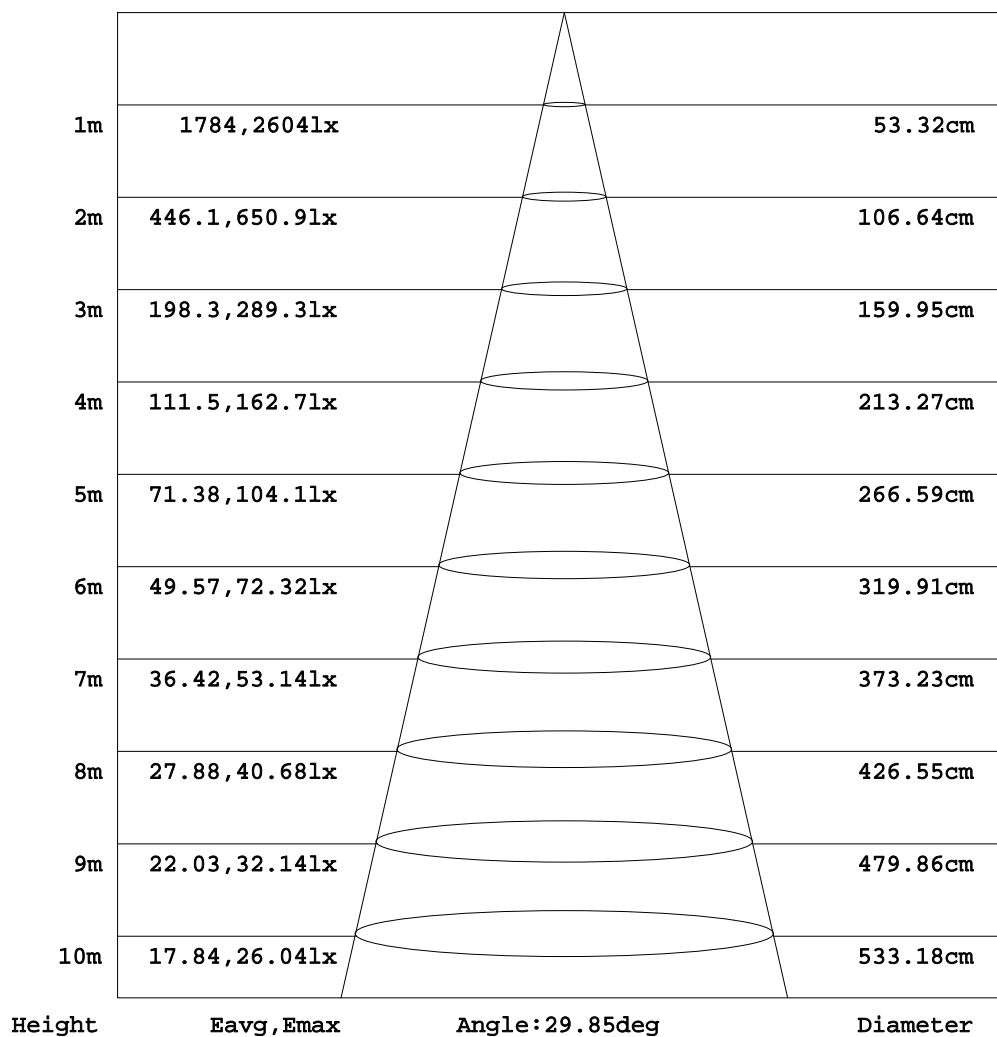 1m 1784,2604lx 53.32cm
2m 446.1,650.9lx 106.64cm
3m 198.3,289.3lx 159.95cm
4m 111.5,162.7lx 213.27cm
5m 71.38,104.1lx 266.59cm
6m 49.57,72.32lx 319.91cm
7m 36.42,53.14lx 373.23cm
8m 27.88,40.68lx 426.55cm
9m 22.03,32.14lx 479.86cm
10m 17.84,26.04lx 533.18cm
Height Eavg,Emax Angle:29.85deg Diameter